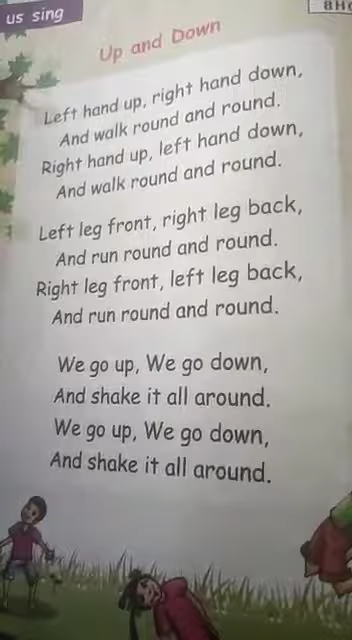 us sing
Up and Down
Left hand up, right hand down,
And walk round and round.
Right hand up, left hand down,
And walk round and round.
Left leg front, right leg back,
And run round and round.
Right leg front, left leg back,
And run round and round.
We go up, We go down,
And shake it all around.
We go up, We go down,
And shake it all around.